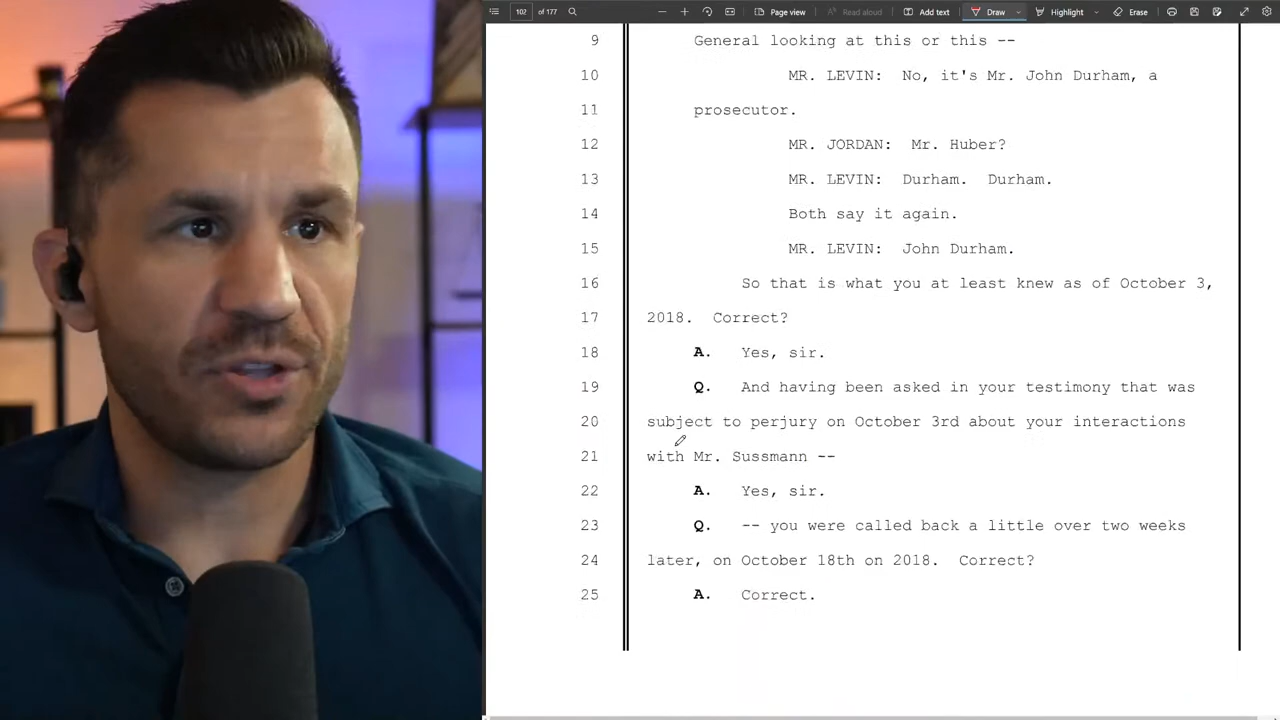 102 of 177 Page view Read aloud Add text Draw Highlight Erase
9 General looking at this or this --
10 MR. LEVIN: No, it's Mr. John Durham, a
11 prosecutor.
12 MR. JORDAN: Mr. Huber?
13 MR. LEVIN: Durham. Durham.
14 Both say it again.
15 MR. LEVIN: John Durham.
16 So that is what you at least knew as of October 3,
17 2018. Correct?
18 A. Yes, sir.
19 Q. And having been asked in your testimony that was
20 subject to perjury on October 3rd about your interactions
21 with Mr. Sussmann --
22 A. Yes, sir.
23 Q. -- you were called back a little over two weeks
24 later, on October 18th on 2018. Correct?
25 A. Correct.